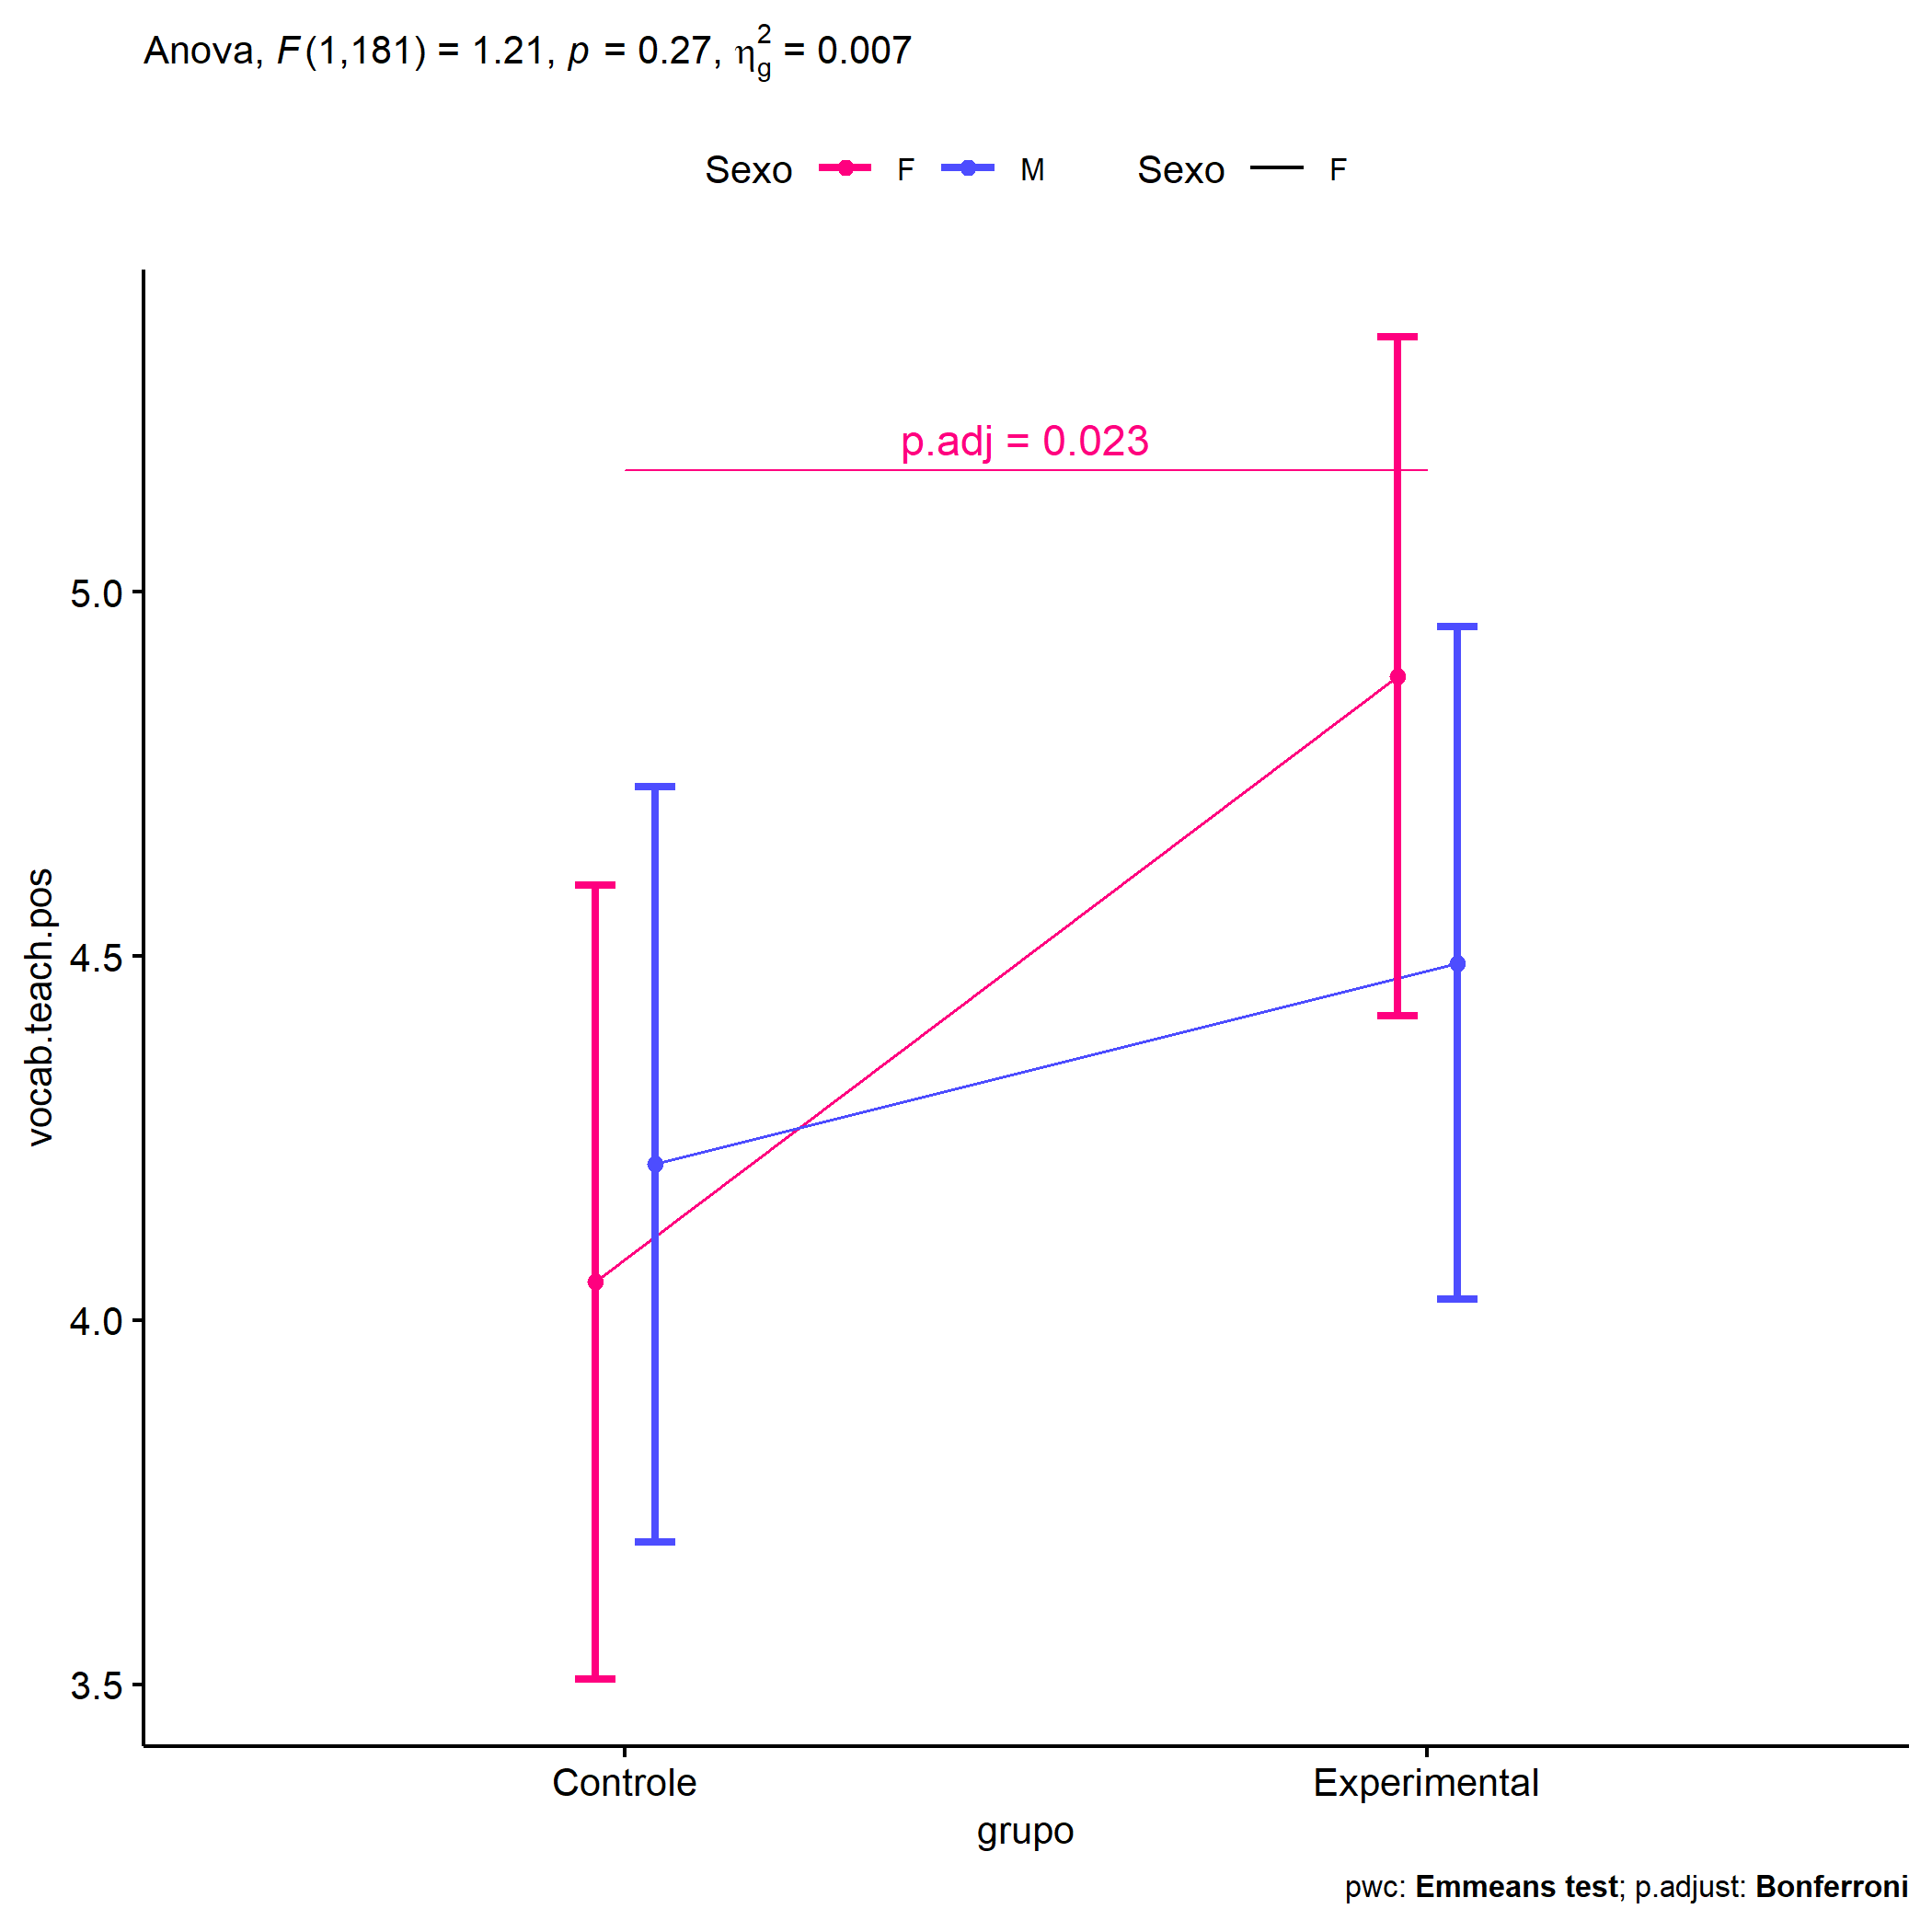 Anova, F(1,181) = 1.21, p = 0.27, η²g = 0.007
Sexo F M Sexo F
p.adj = 0.023
5.0
4.5
4.0
3.5
vocab.teach.pos
Controle Experimental
grupo
pwc: Emmeans test; p.adjust: Bonferroni